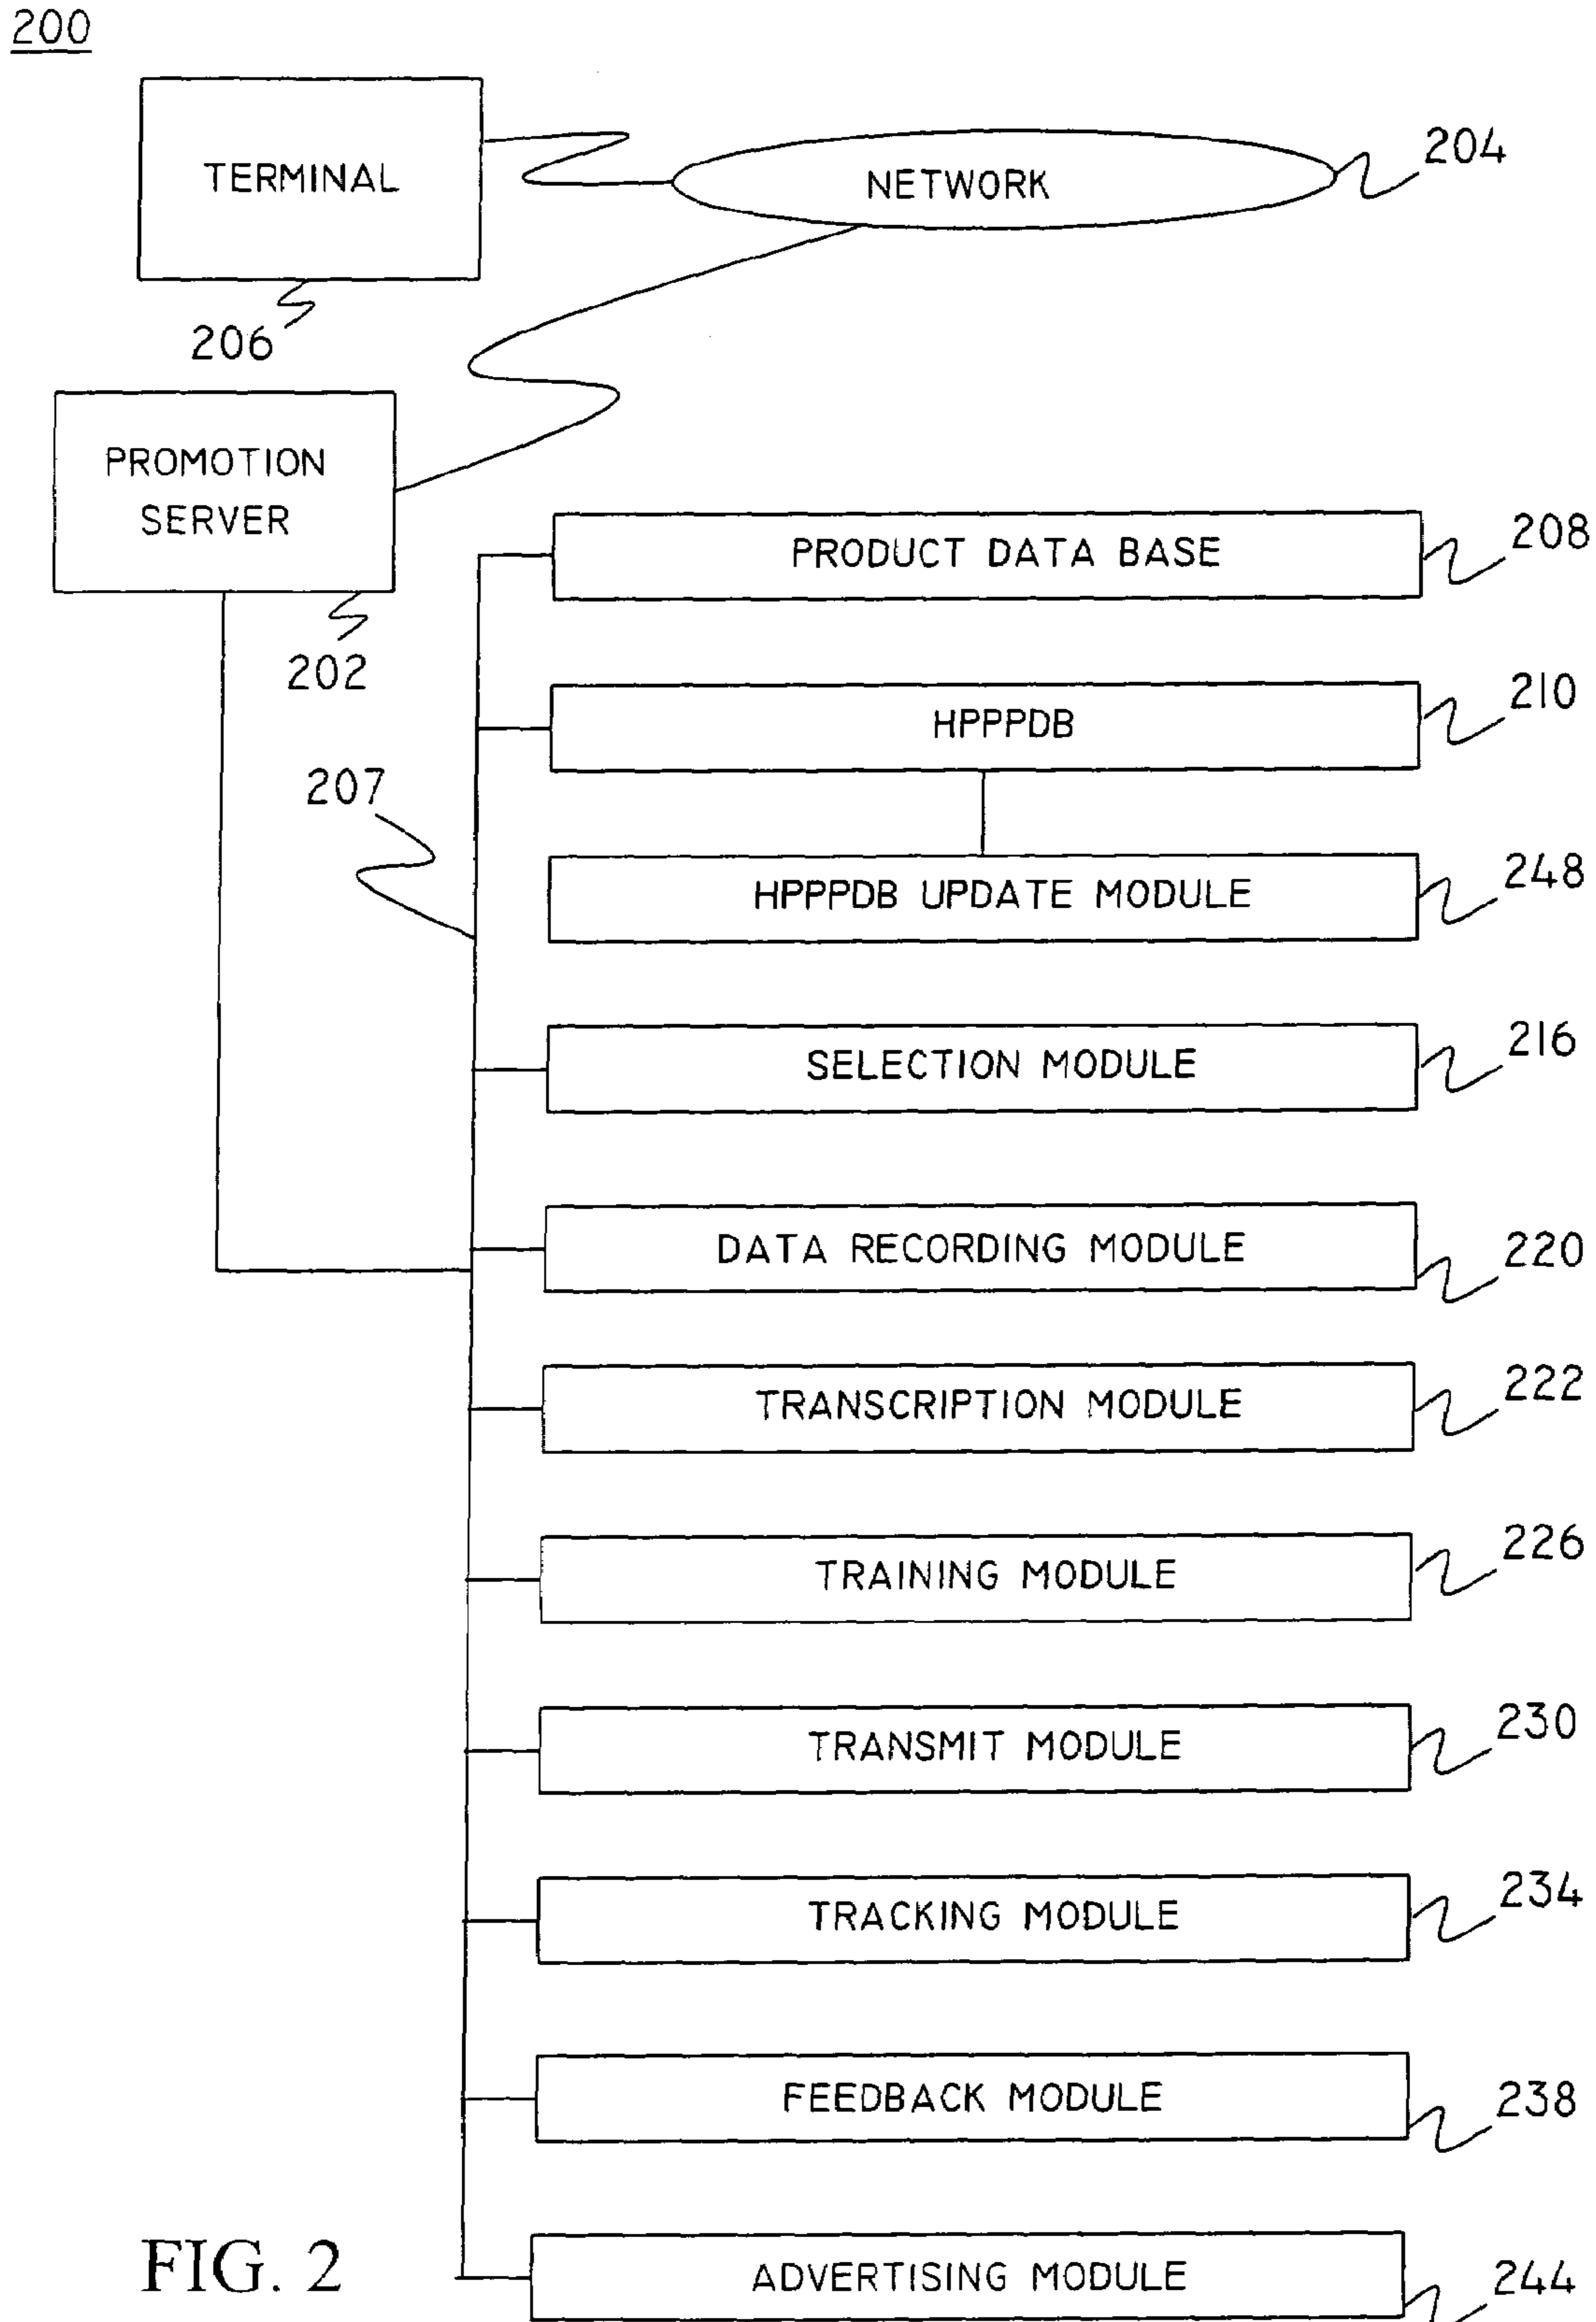 200
TERMINAL
NETWORK
204
206
PROMOTION
SERVER
202
PRODUCT DATA BASE
208
HPPPDB
210
207
HPPPDB UPDATE MODULE
248
SELECTION MODULE
216
DATA RECORDING MODULE
220
TRANSCRIPTION MODULE
222
TRAINING MODULE
226
TRANSMIT MODULE
230
TRACKING MODULE
234
FEEDBACK MODULE
238
ADVERTISING MODULE
244
FIG. 2